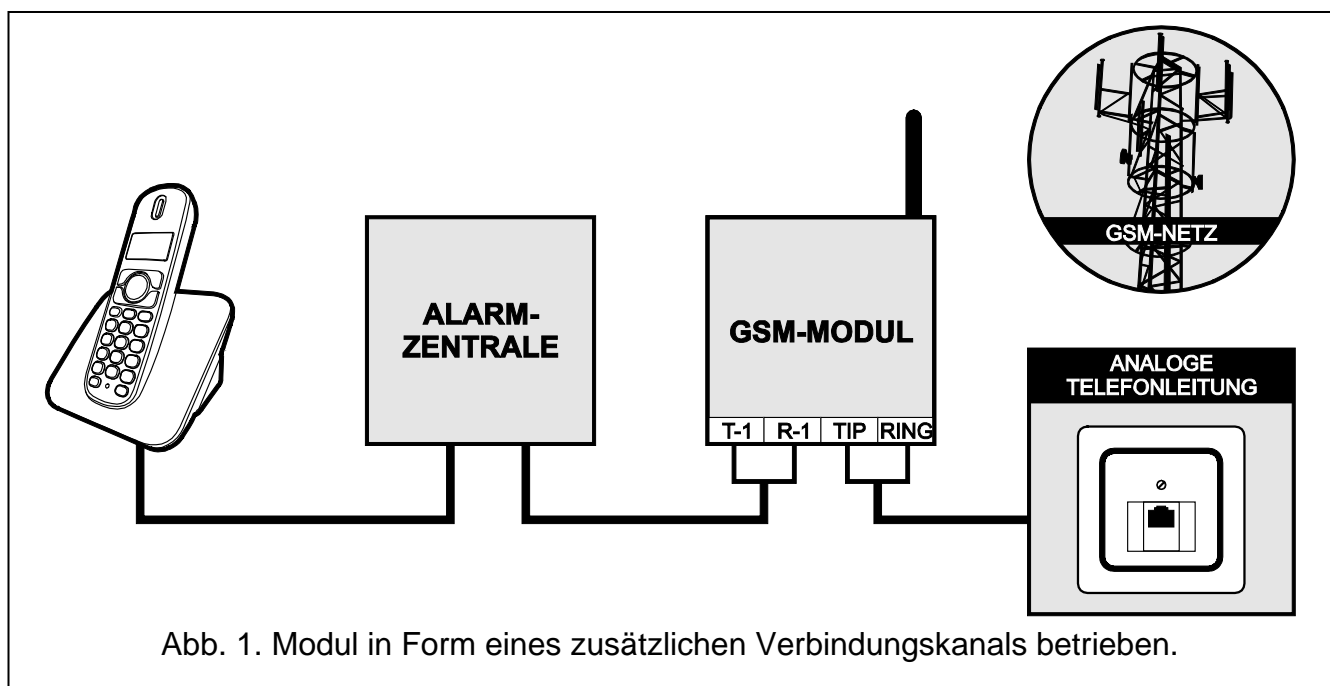 GSM-NETZ
ALARM-
ZENTRALE
GSM-MODUL
T-1 R-1 TIP RING
ANALOGE
TELEFONLEITUNG
Abb. 1. Modul in Form eines zusätzlichen Verbindungskanals betrieben.